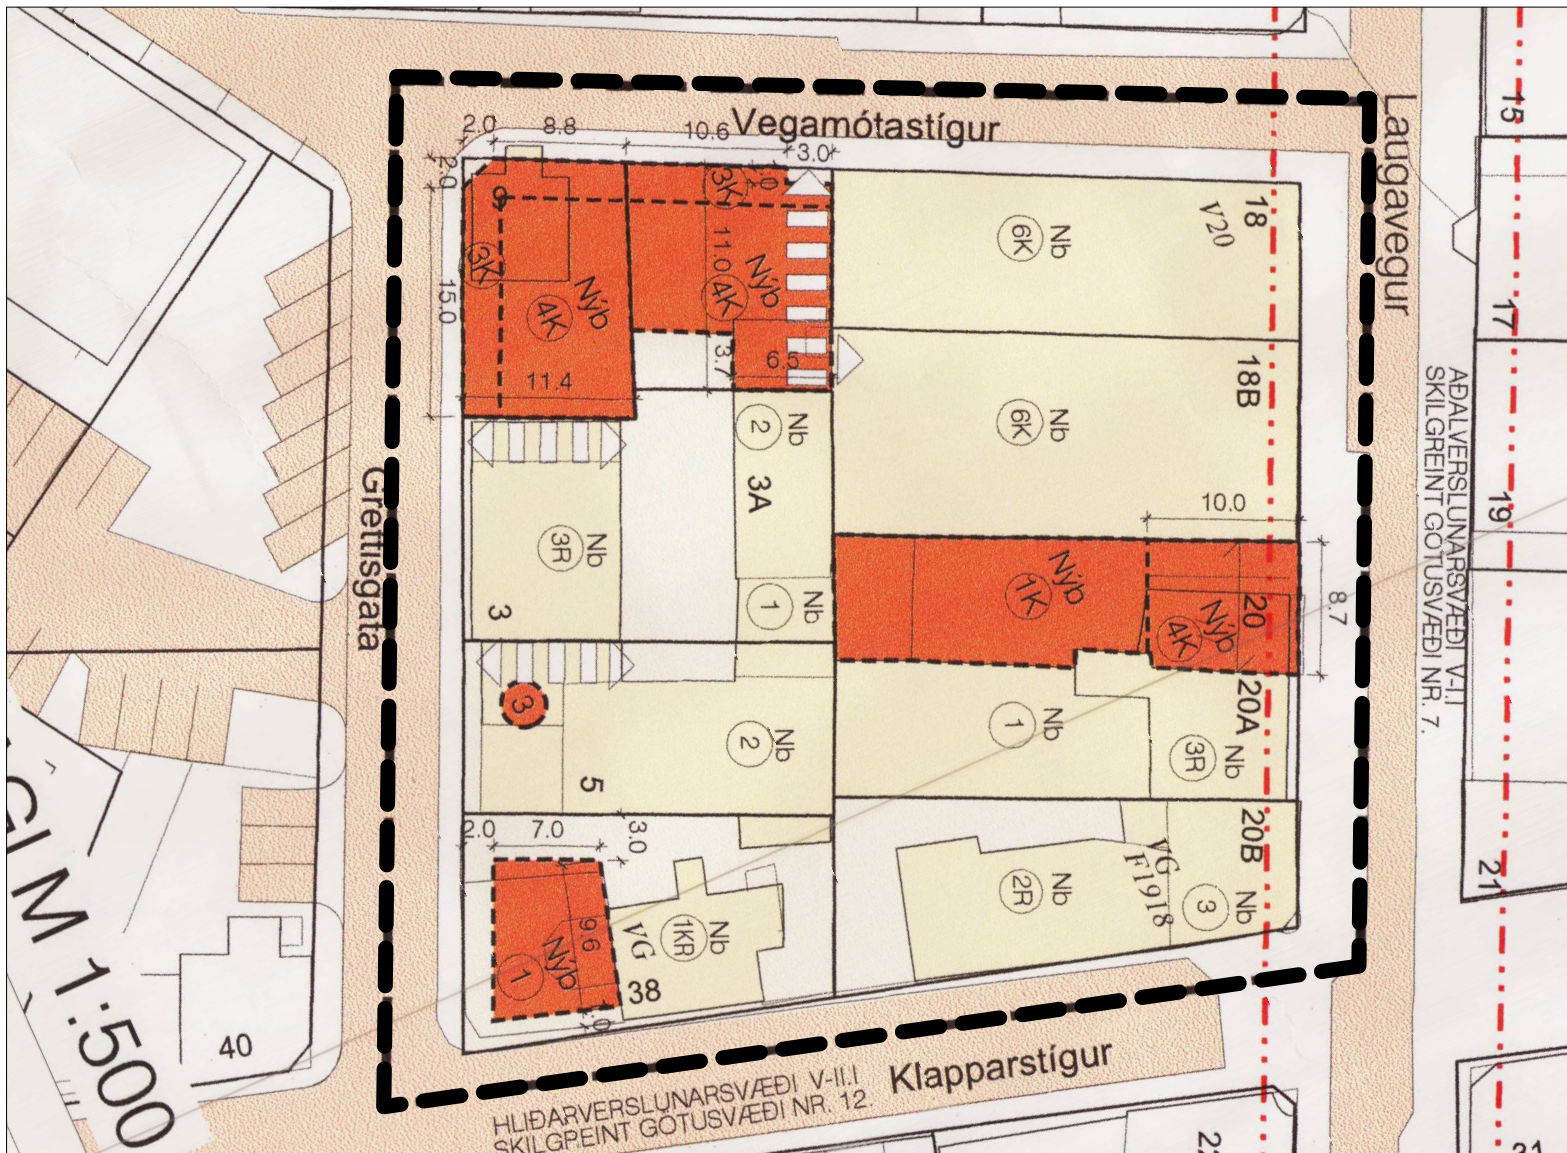 Vegamótastígur
Laugavegur
Grettisgata
Klapparstígur
AÐALVERSLUNARSVÆÐI V-I.I
SKILGREINT GÖTUSVÆÐI NR. 7.
HLIÐARVERSLUNARSVÆÐI V-II.I
SKILGREINT GÖTUSVÆÐI NR. 12.
2.0
8.8
10.6
3.0
2.0
15.0
3K
4K
Nýb
11.4
3K
11.0
4K
Nýb
3.7
6.5
6K
Nb
18
V20
6K
Nb
18B
10.0
8.7
2
Nb
3A
1
Nb
3R
Nb
3
1K
Nýb
4K
Nýb
20
20A
3
5
2
Nb
1
Nb
3R
Nb
20B
2.0
7.0
3.0
9.6
1
Nýb
1KR
Nb
VG
38
2R
Nb
VG
F1918
3
Nb
15
17
19
21
40
M 1:500